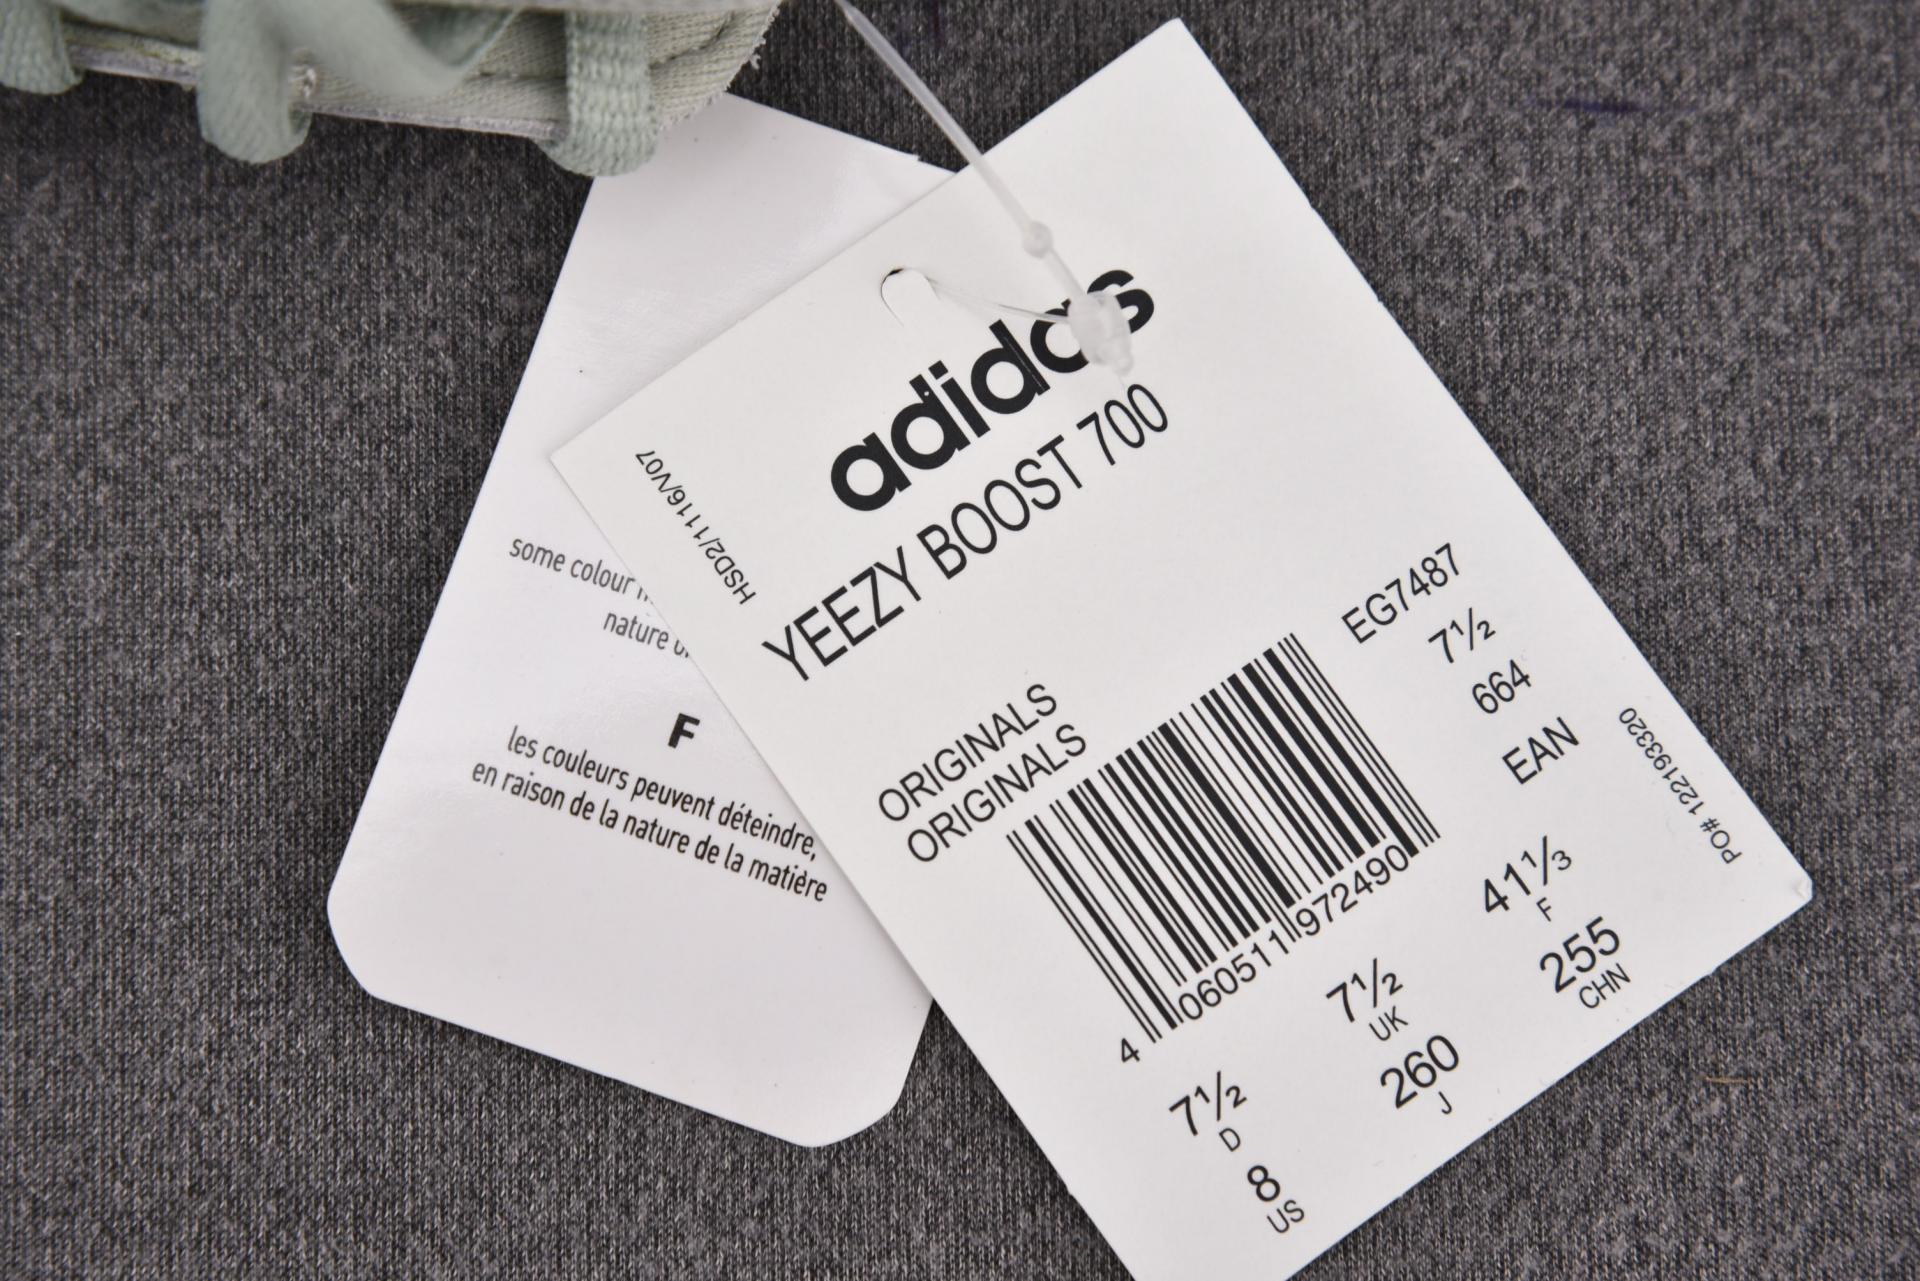 adidas
YEEZY BOOST 700
HSD2/1116/V07
EG7487
7½
664
EAN
ORIGINALS
ORIGINALS
4 060511 972490
PO# 122193320
7½ 7½ 41⅓
D UK F
8 260 255
US J CHN
some colour
nature
F
les couleurs peuvent déteindre,
en raison de la nature de la matière